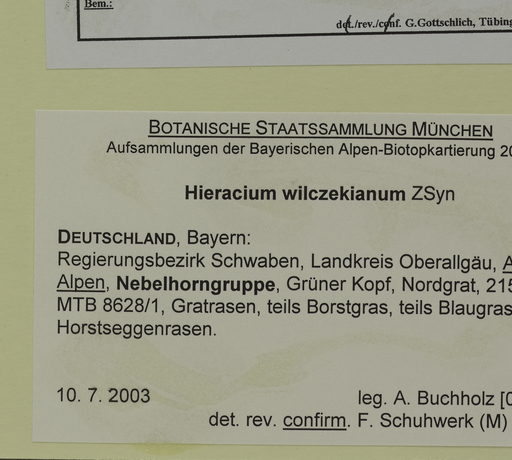 Bem.:
det./rev./conf. G.Gottschlich, Tübing
BOTANISCHE STAATSSAMMLUNG MÜNCHEN
Aufsammlungen der Bayerischen Alpen-Biotopkartierung 20
Hieracium wilczekianum ZSyn
DEUTSCHLAND, Bayern:
Regierungsbezirk Schwaben, Landkreis Oberallgäu, A
Alpen, Nebelhorngruppe, Grüner Kopf, Nordgrat, 215
MTB 8628/1, Gratrasen, teils Borstgras, teils Blaugras
Horstseggenrasen.
10. 7. 2003
leg. A. Buchholz [0
det. rev. confirm. F. Schuhwerk (M)